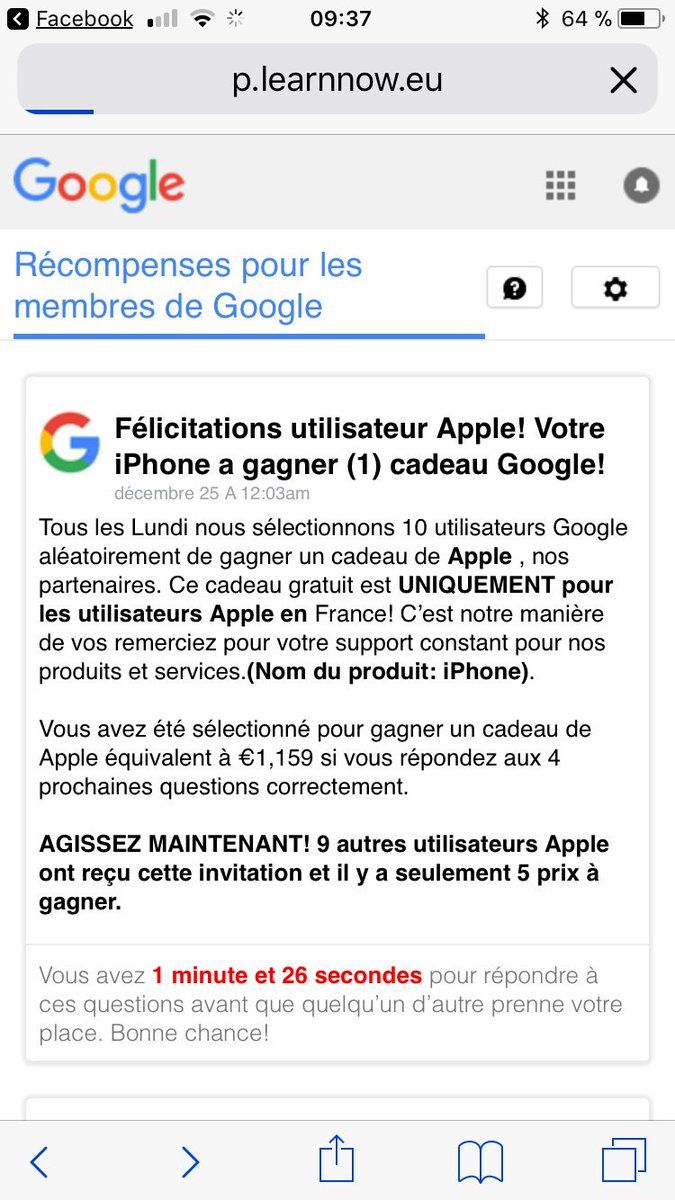 Facebook 09:37 64 %
p.learnnow.eu
Google
Récompenses pour les
membres de Google
Félicitations utilisateur Apple! Votre
iPhone a gagner (1) cadeau Google!
décembre 25 A 12:03am
Tous les Lundi nous sélectionnons 10 utilisateurs Google
aléatoirement de gagner un cadeau de Apple , nos
partenaires. Ce cadeau gratuit est UNIQUEMENT pour
les utilisateurs Apple en France! C’est notre manière
de vos remerciez pour votre support constant pour nos
produits et services.(Nom du produit: iPhone).
Vous avez été sélectionné pour gagner un cadeau de
Apple équivalent à €1,159 si vous répondez aux 4
prochaines questions correctement.
AGISSEZ MAINTENANT! 9 autres utilisateurs Apple
ont reçu cette invitation et il y a seulement 5 prix à
gagner.
Vous avez 1 minute et 26 secondes pour répondre à
ces questions avant que quelqu’un d’autre prenne votre
place. Bonne chance!